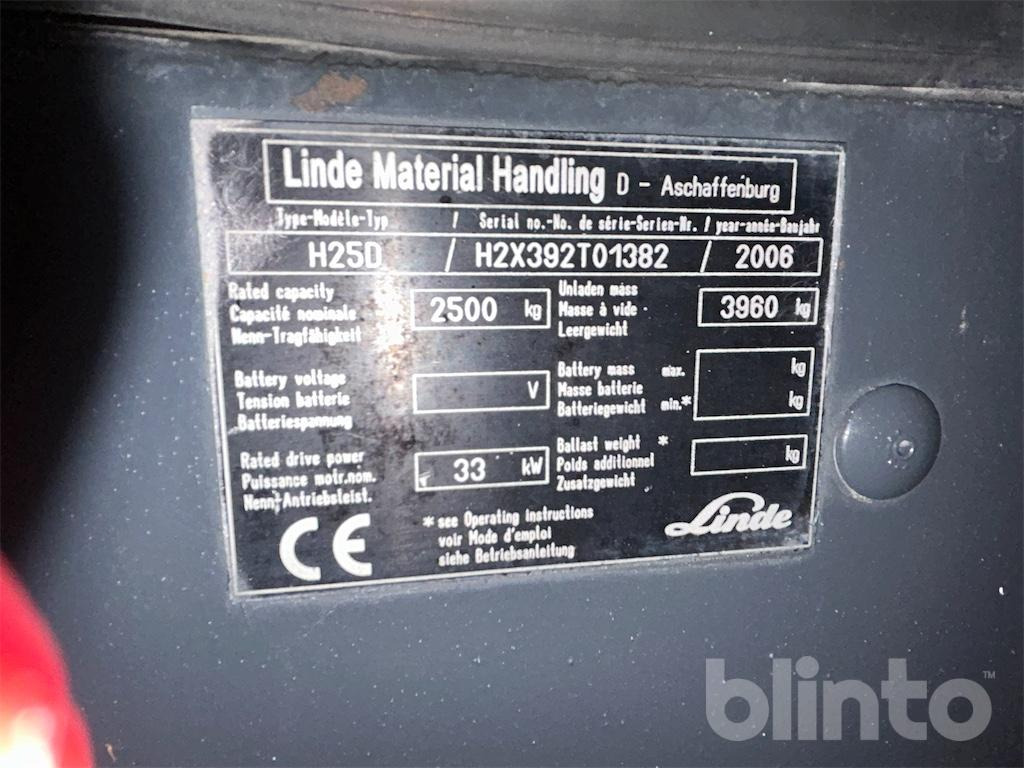 Linde Material Handling D - Aschaffenburg
Type-Modèle-Typ / Serial no.-No. de série-Serien-Nr. / year-année-Baujahr
H25D / H2X392T01382 / 2006
Rated capacity
Capacité nominale
Nenn-Tragfähigkeit
2500 kg
Unladen mass
Masse à vide
Leergewicht
3960 kg
Battery voltage
Tension batterie
Batteriespannung
V
Battery mass max. kg
Masse batterie
Batteriegewicht min.* kg
Rated drive power
Puissance motr.nom.
Nenn-Antriebsleist.
33 kW
Ballast weight *
Poids additionnel
Zusatzgewicht
kg
CE
* see Operating instructions
voir Mode d'emploi
siehe Betriebsanleitung
Linde
blinto™